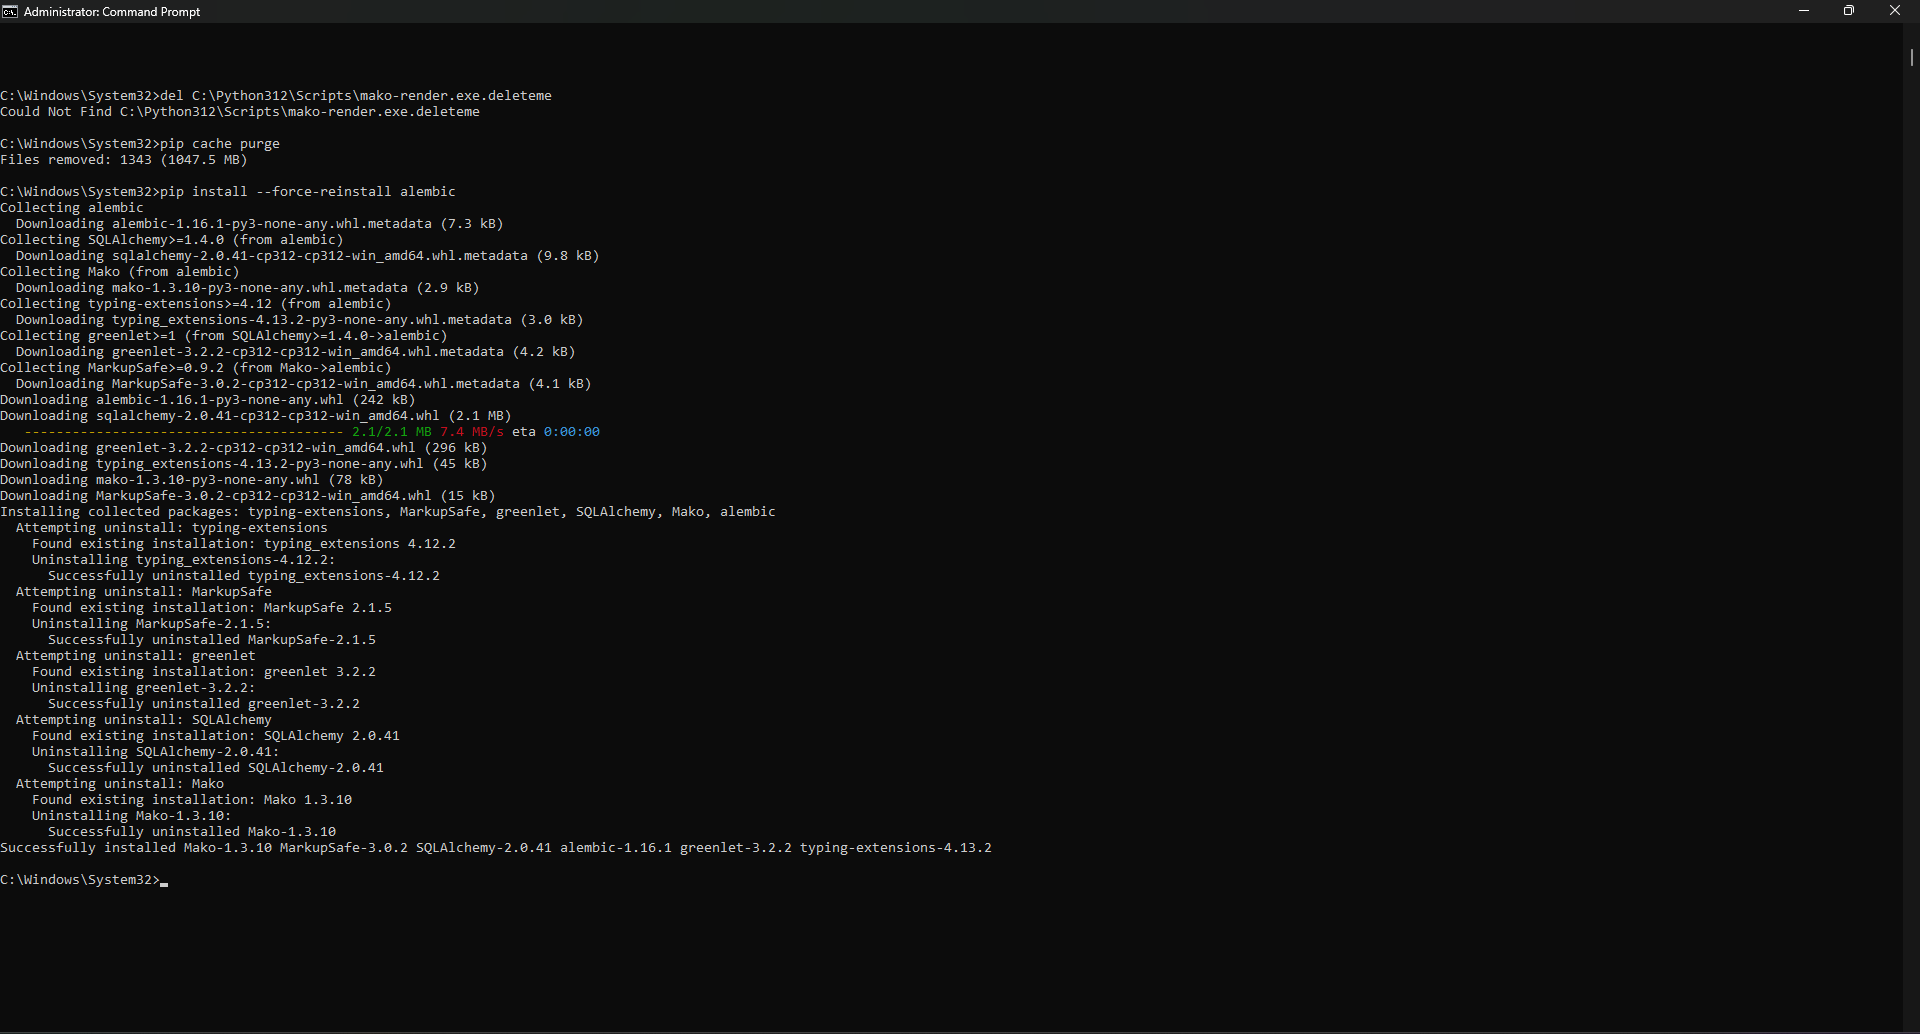 Administrator: Command Prompt
C:\Windows\System32>del C:\Python312\Scripts\mako-render.exe.deleteme
Could Not Find C:\Python312\Scripts\mako-render.exe.deleteme
C:\Windows\System32>pip cache purge
Files removed: 1343 (1047.5 MB)
C:\Windows\System32>pip install --force-reinstall alembic
Collecting alembic
  Downloading alembic-1.16.1-py3-none-any.whl.metadata (7.3 kB)
Collecting SQLAlchemy>=1.4.0 (from alembic)
  Downloading sqlalchemy-2.0.41-cp312-cp312-win_amd64.whl.metadata (9.8 kB)
Collecting Mako (from alembic)
  Downloading mako-1.3.10-py3-none-any.whl.metadata (2.9 kB)
Collecting typing-extensions>=4.12 (from alembic)
  Downloading typing_extensions-4.13.2-py3-none-any.whl.metadata (3.0 kB)
Collecting greenlet>=1 (from SQLAlchemy>=1.4.0->alembic)
  Downloading greenlet-3.2.2-cp312-cp312-win_amd64.whl.metadata (4.2 kB)
Collecting MarkupSafe>=0.9.2 (from Mako->alembic)
  Downloading MarkupSafe-3.0.2-cp312-cp312-win_amd64.whl.metadata (4.1 kB)
Downloading alembic-1.16.1-py3-none-any.whl (242 kB)
Downloading sqlalchemy-2.0.41-cp312-cp312-win_amd64.whl (2.1 MB)
   ---------------------------------------- 2.1/2.1 MB 7.4 MB/s eta 0:00:00
Downloading greenlet-3.2.2-cp312-cp312-win_amd64.whl (296 kB)
Downloading typing_extensions-4.13.2-py3-none-any.whl (45 kB)
Downloading mako-1.3.10-py3-none-any.whl (78 kB)
Downloading MarkupSafe-3.0.2-cp312-cp312-win_amd64.whl (15 kB)
Installing collected packages: typing-extensions, MarkupSafe, greenlet, SQLAlchemy, Mako, alembic
  Attempting uninstall: typing-extensions
    Found existing installation: typing_extensions 4.12.2
    Uninstalling typing_extensions-4.12.2:
      Successfully uninstalled typing_extensions-4.12.2
  Attempting uninstall: MarkupSafe
    Found existing installation: MarkupSafe 2.1.5
    Uninstalling MarkupSafe-2.1.5:
      Successfully uninstalled MarkupSafe-2.1.5
  Attempting uninstall: greenlet
    Found existing installation: greenlet 3.2.2
    Uninstalling greenlet-3.2.2:
      Successfully uninstalled greenlet-3.2.2
  Attempting uninstall: SQLAlchemy
    Found existing installation: SQLAlchemy 2.0.41
    Uninstalling SQLAlchemy-2.0.41:
      Successfully uninstalled SQLAlchemy-2.0.41
  Attempting uninstall: Mako
    Found existing installation: Mako 1.3.10
    Uninstalling Mako-1.3.10:
      Successfully uninstalled Mako-1.3.10
Successfully installed Mako-1.3.10 MarkupSafe-3.0.2 SQLAlchemy-2.0.41 alembic-1.16.1 greenlet-3.2.2 typing-extensions-4.13.2
C:\Windows\System32>